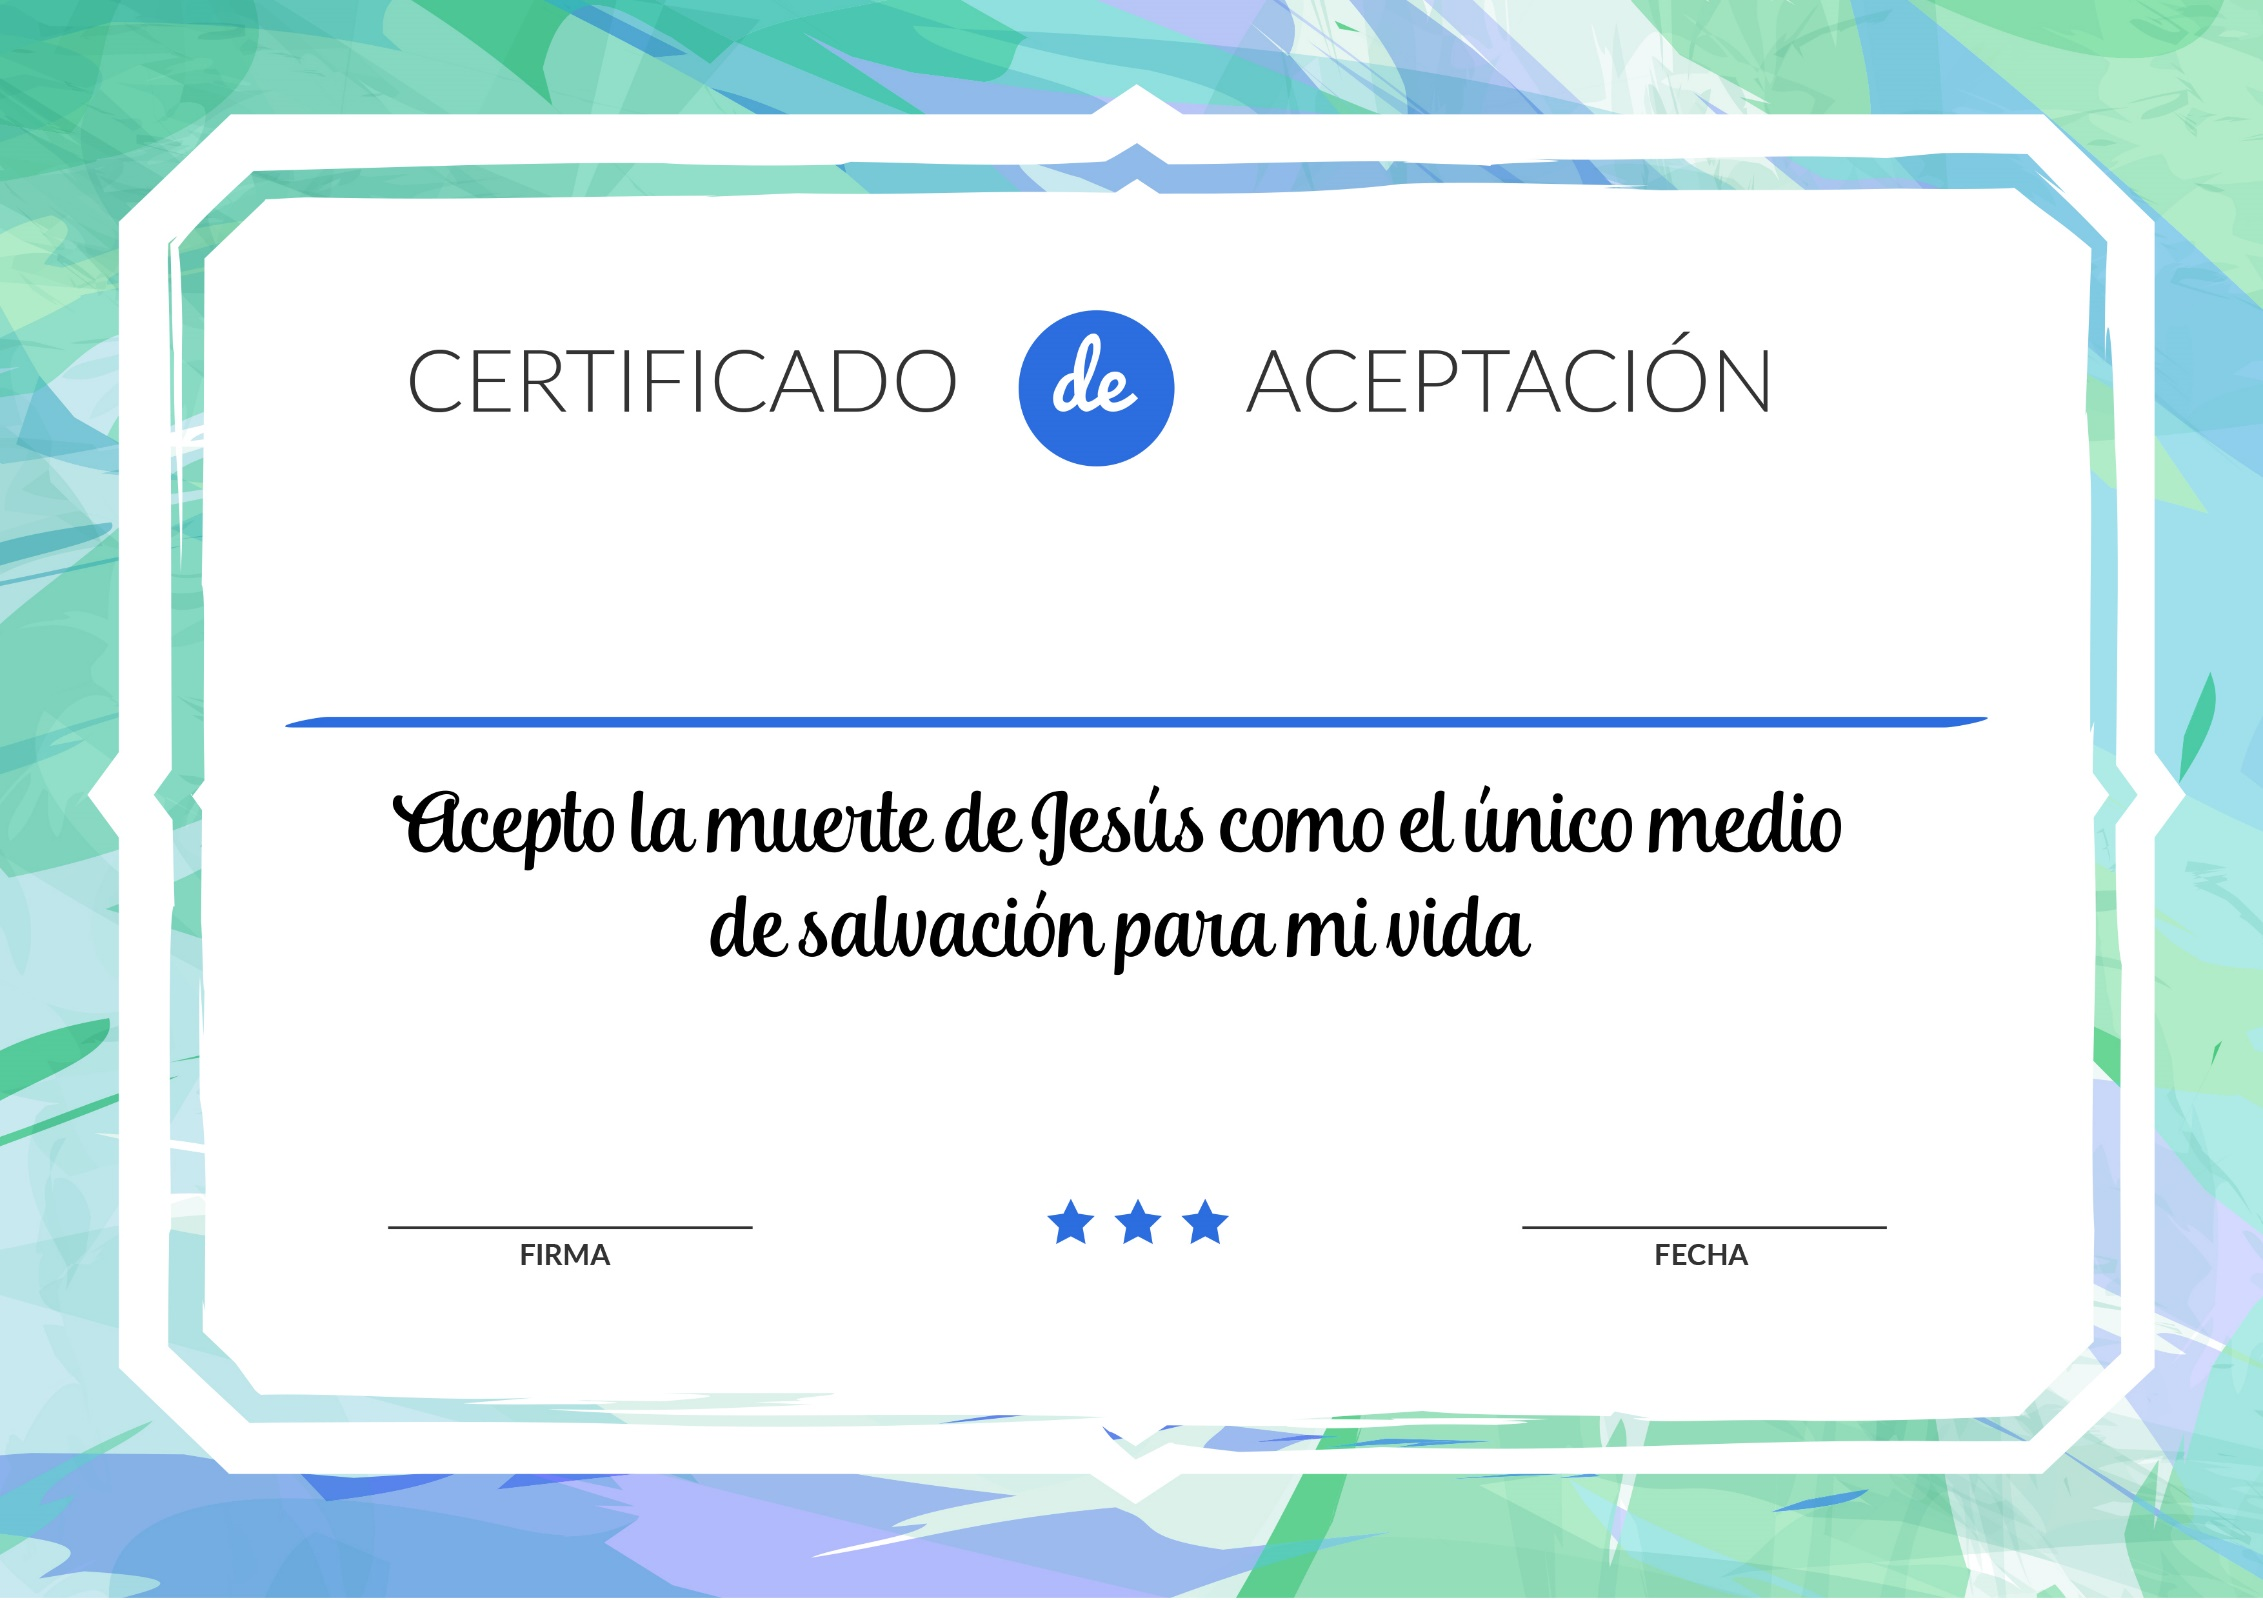 CERTIFICADO de ACEPTACIÓN
Acepto la muerte de Jesús como el único medio
de salvación para mi vida
FIRMA
FECHA